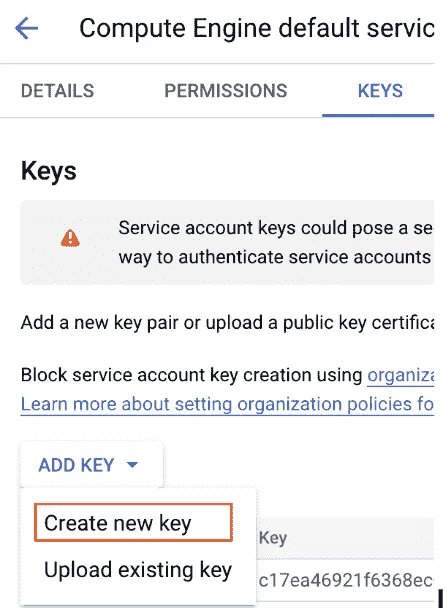 Compute Engine default servic
DETAILS PERMISSIONS KEYS
Keys
Service account keys could pose a se
way to authenticate service accounts
Add a new key pair or upload a public key certifica
Block service account key creation using organiza
Learn more about setting organization policies fo
ADD KEY
Create new key
Key
Upload existing key
c17ea46921f6368ec